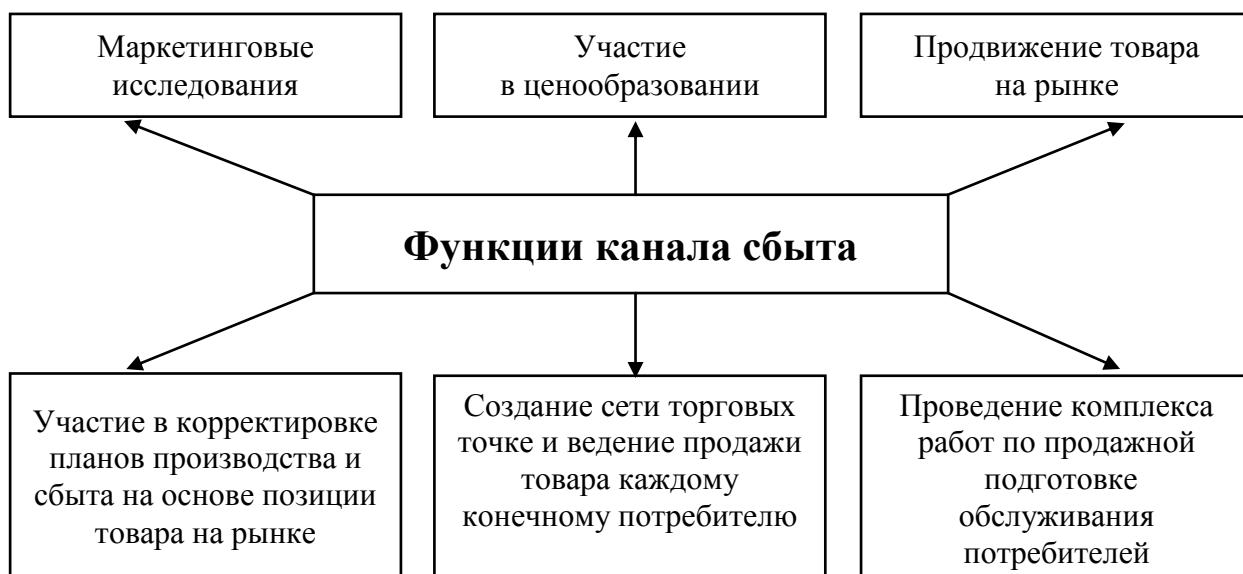 Маркетинговые
исследования
Участие
в ценообразовании
Продвижение товара
на рынке
Функции канала сбыта
Участие в корректировке
планов производства и
сбыта на основе позиции
товара на рынке
Создание сети торговых
точке и ведение продажи
товара каждому
конечному потребителю
Проведение комплекса
работ по продажной
подготовке
обслуживания
потребителей